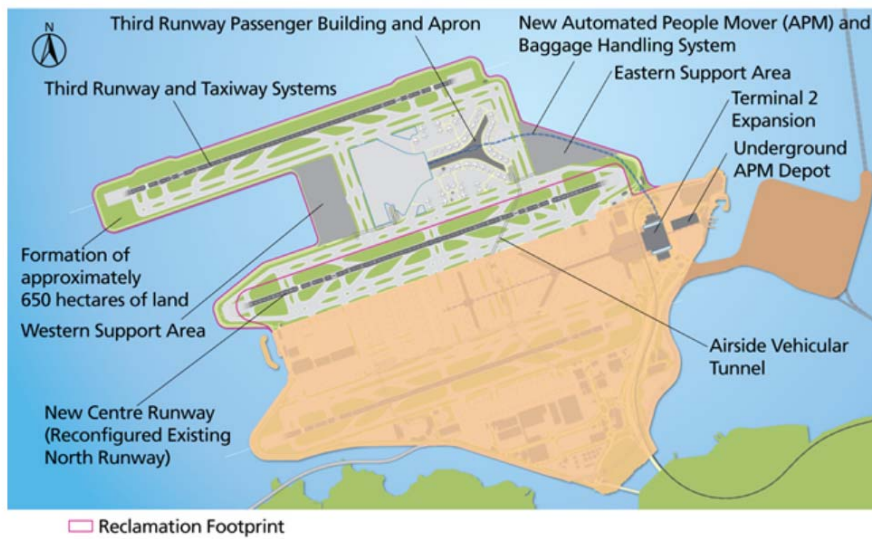 N
Third Runway Passenger Building and Apron
New Automated People Mover (APM) and
Baggage Handling System
Third Runway and Taxiway Systems
Eastern Support Area
Terminal 2
Expansion
Underground
APM Depot
Formation of
approximately
650 hectares of land
Western Support Area
Airside Vehicular
Tunnel
New Centre Runway
(Reconfigured Existing
North Runway)
Reclamation Footprint